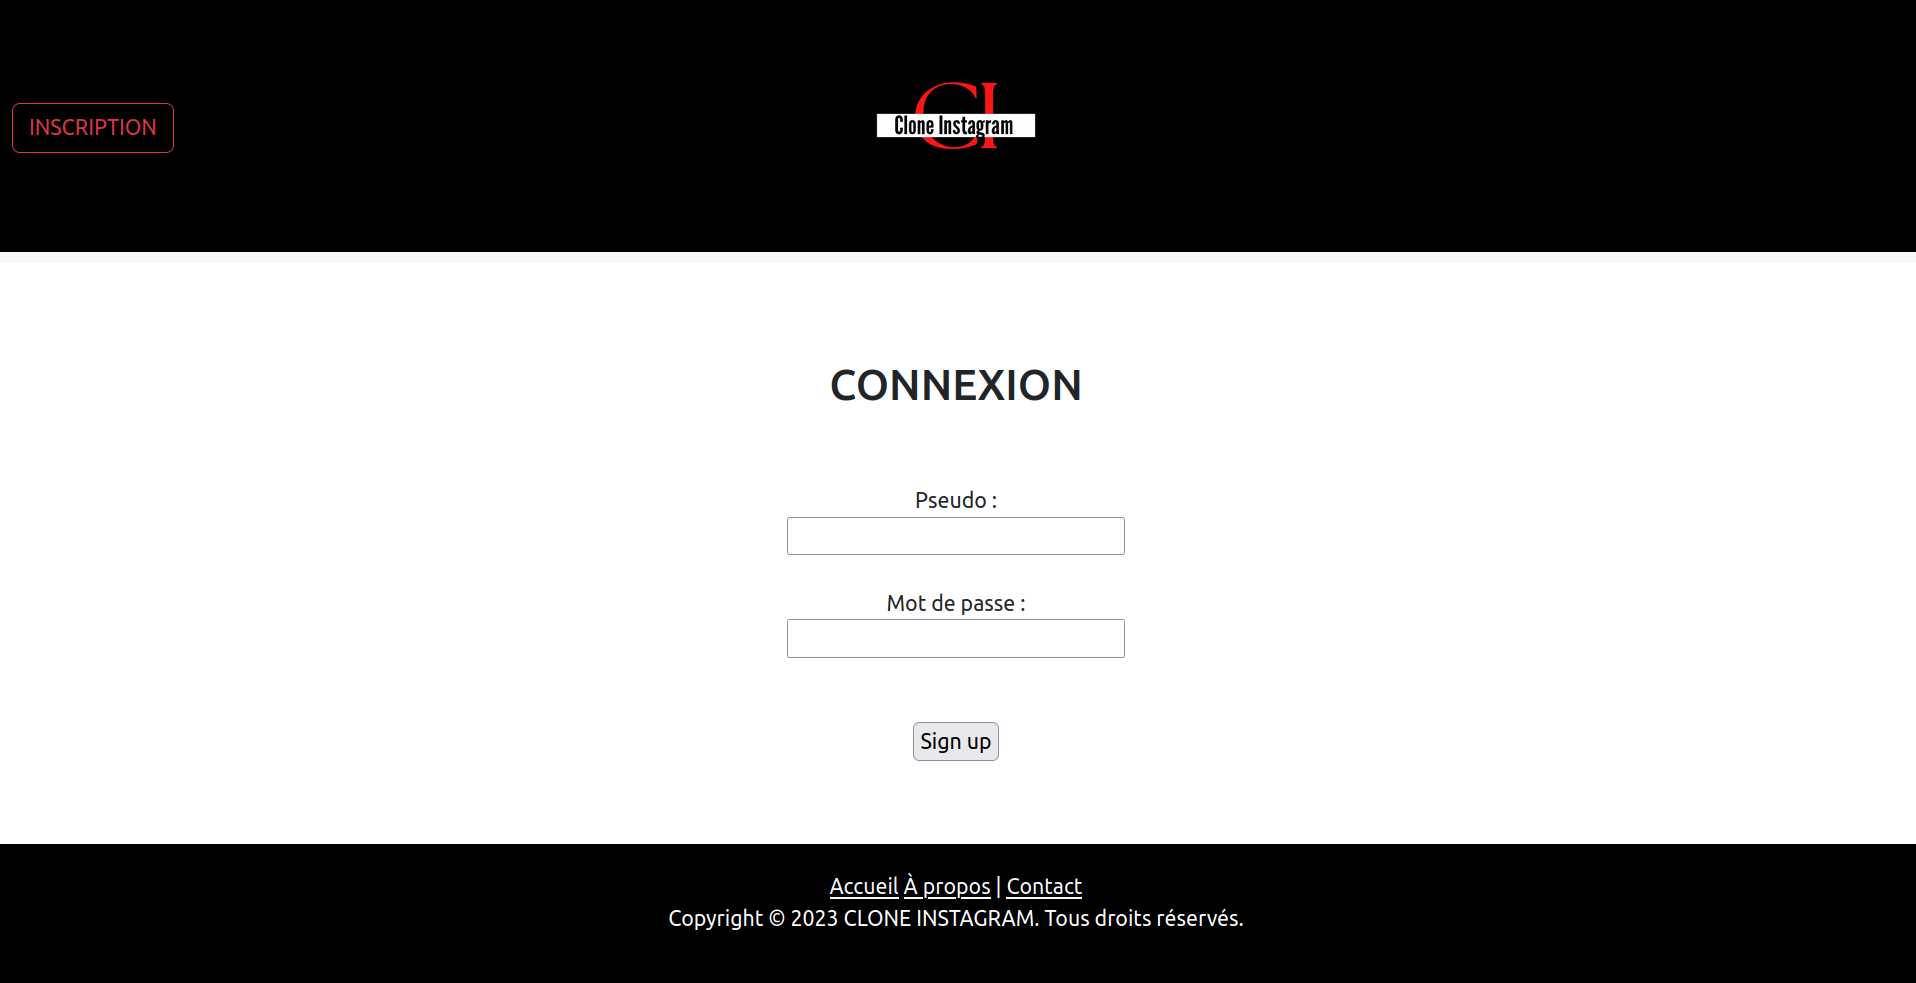 INSCRIPTION
CI
Clone Instagram
CONNEXION
Pseudo :
Mot de passe :
Sign up
Accueil À propos | Contact
Copyright © 2023 CLONE INSTAGRAM. Tous droits réservés.